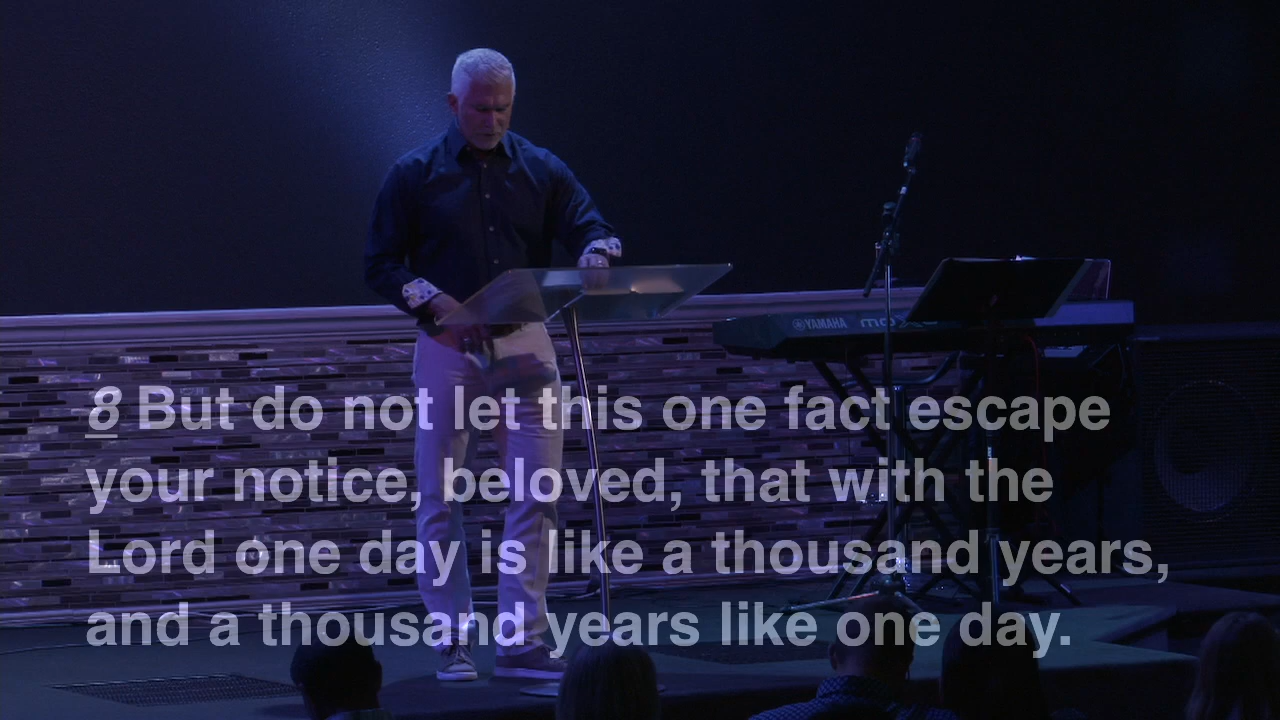 YAMAHA
8 But do not let this one fact escape
your notice, beloved, that with the
Lord one day is like a thousand years,
and a thousand years like one day.